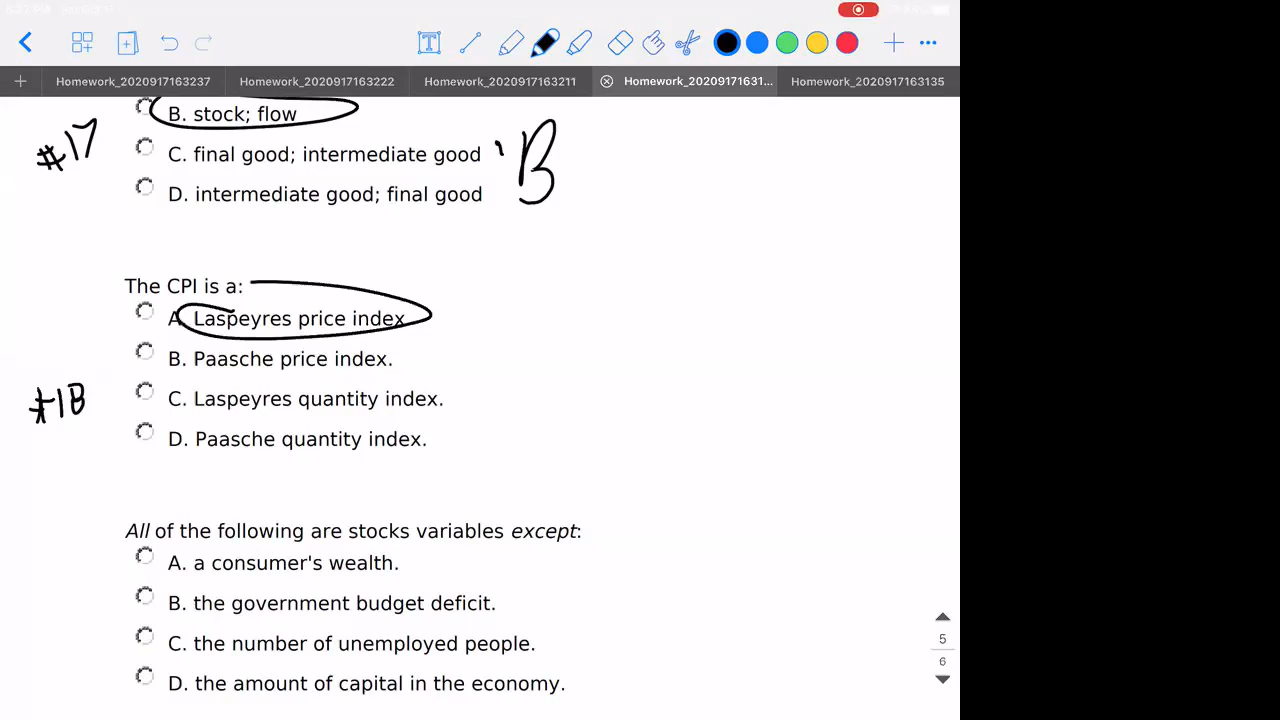 Homework_2020917163237 Homework_2020917163222 Homework_2020917163211 Homework_20209171631... Homework_20209163135
B. stock; flow
#17
C. final good; intermediate good
B
D. intermediate good; final good
The CPI is a:
A. Laspeyres price index.
B. Paasche price index.
#18
C. Laspeyres quantity index.
D. Paasche quantity index.
All of the following are stocks variables except:
A. a consumer's wealth.
B. the government budget deficit.
C. the number of unemployed people.
D. the amount of capital in the economy.
5
6